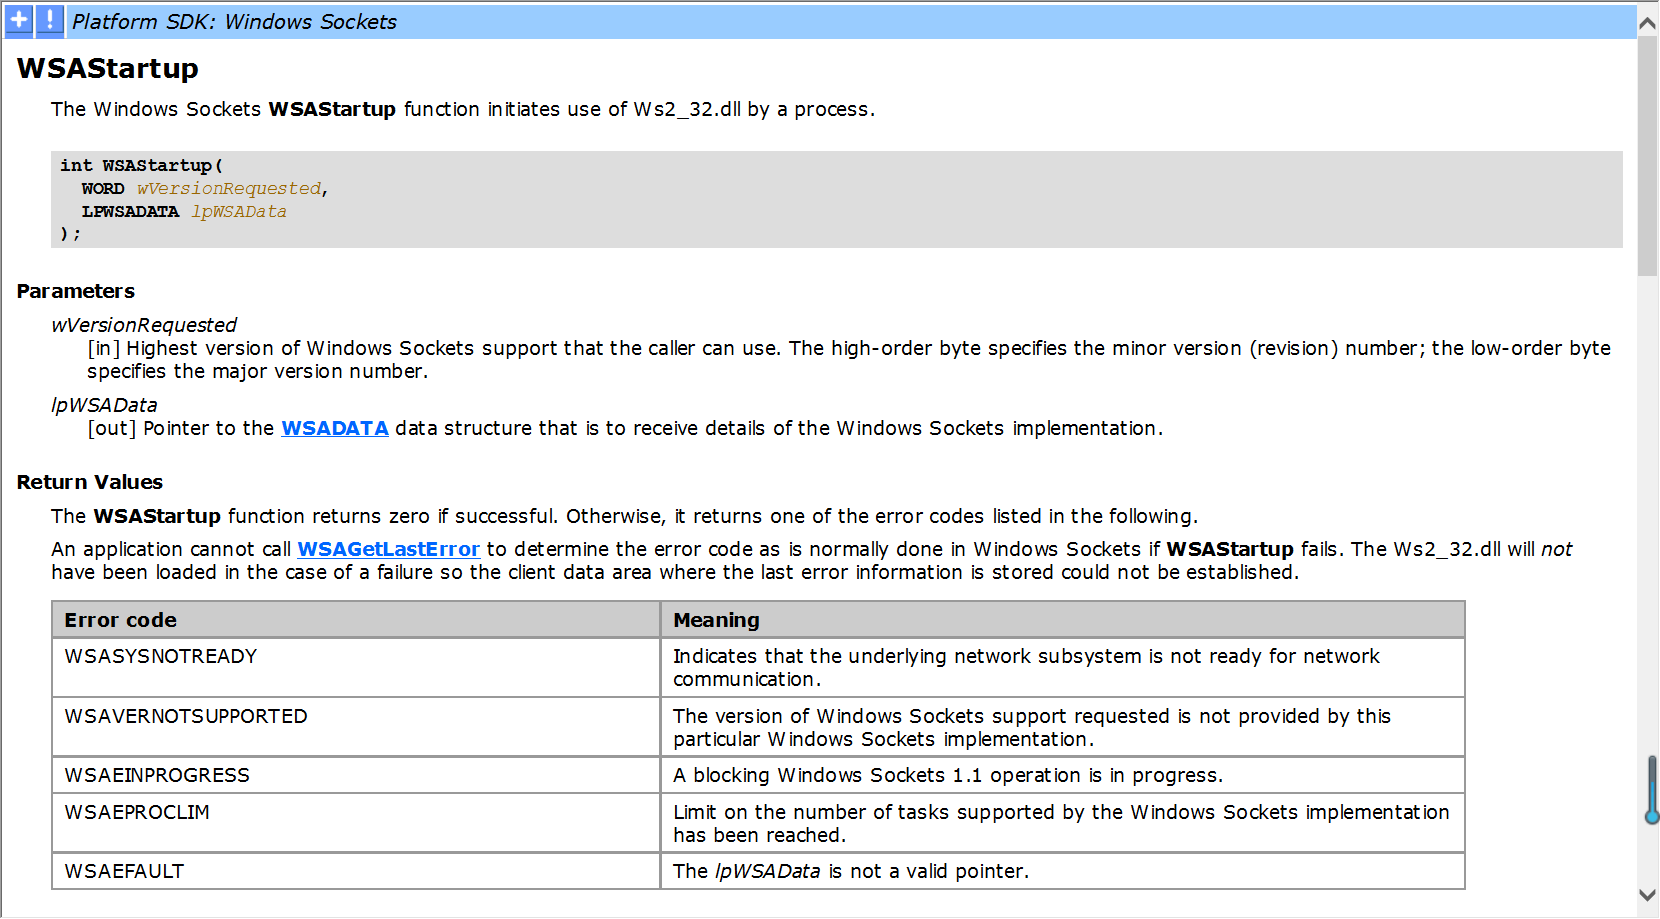 Platform SDK: Windows Sockets
WSAStartup
The Windows Sockets WSAStartup function initiates use of Ws2_32.dll by a process.
int WSAStartup(
WORD wVersionRequested,
LPWSADATA lpWSAData
);
Parameters
wVersionRequested
[in] Highest version of Windows Sockets support that the caller can use. The high-order byte specifies the minor version (revision) number; the low-order byte
specifies the major version number.
lpWSAData
[out] Pointer to the WSADATA data structure that is to receive details of the Windows Sockets implementation.
Return Values
The WSAStartup function returns zero if successful. Otherwise, it returns one of the error codes listed in the following.
An application cannot call WSAGetLastError to determine the error code as is normally done in Windows Sockets if WSAStartup fails. The Ws2_32.dll will not
have been loaded in the case of a failure so the client data area where the last error information is stored could not be established.
Error code Meaning
WSASYSNOTREADY Indicates that the underlying network subsystem is not ready for network
communication.
WSAVERNOTSUPPORTED The version of Windows Sockets support requested is not provided by this
particular Windows Sockets implementation.
WSAEINPROGRESS A blocking Windows Sockets 1.1 operation is in progress.
WSAEPROCLIM Limit on the number of tasks supported by the Windows Sockets implementation
has been reached.
WSAEFAULT The lpWSAData is not a valid pointer.